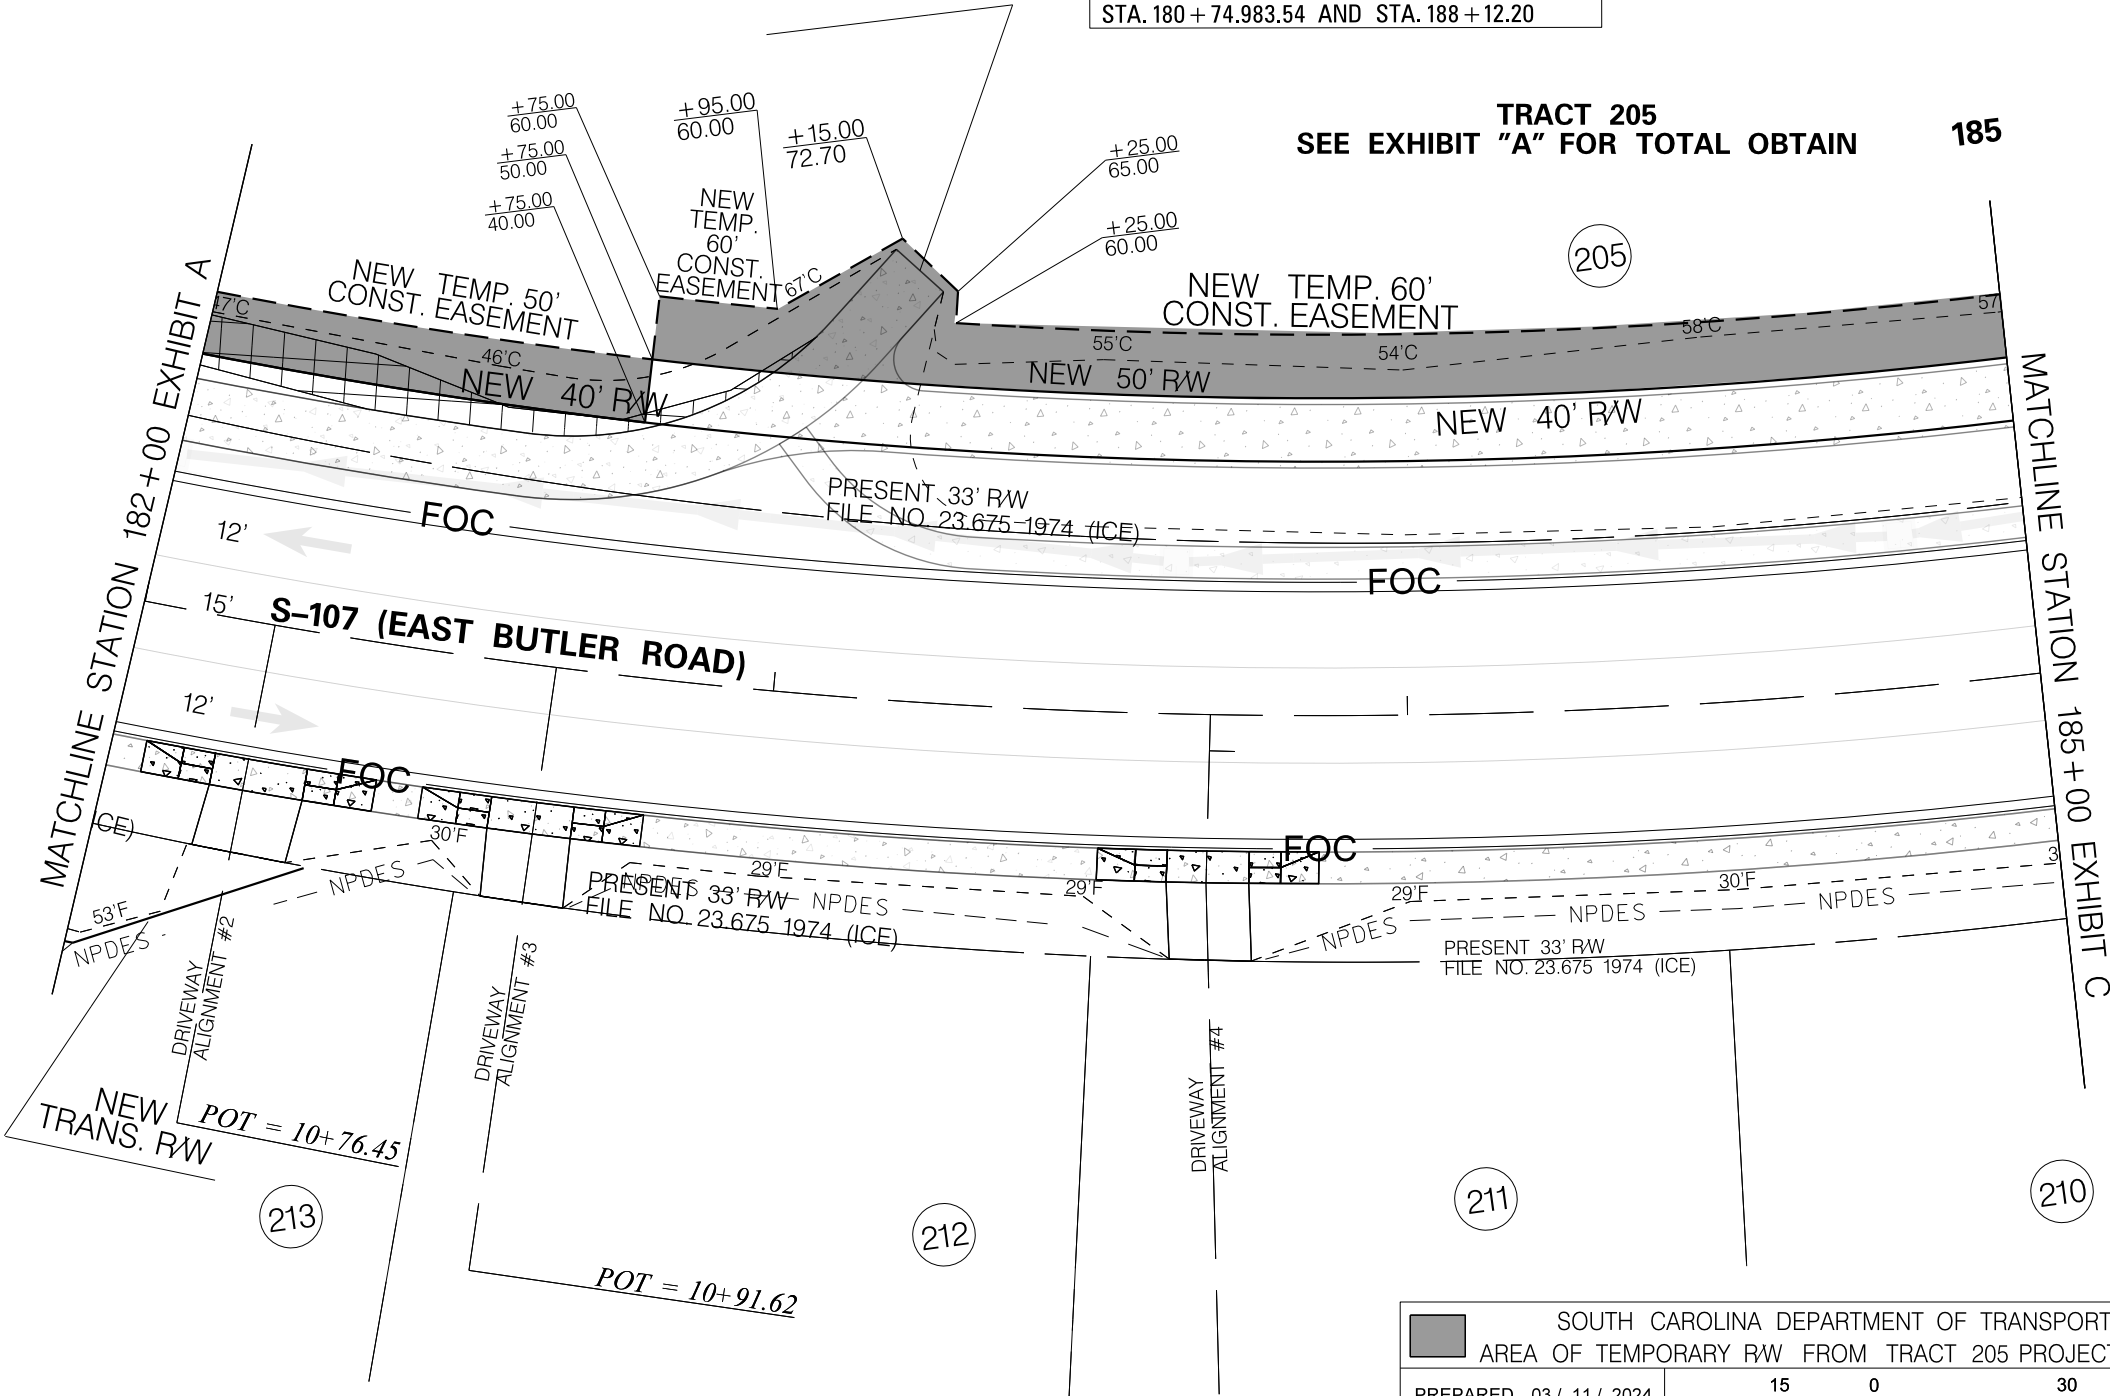 STA. 180 + 74.983.54 AND STA. 188 + 12.20
TRACT 205
SEE EXHIBIT "A" FOR TOTAL OBTAIN
185
+75.00
60.00
+75.00
50.00
+75.00
40.00
+95.00
60.00
+15.00
72.70
+25.00
65.00
+25.00
60.00
205
NEW
TEMP.
60'
CONST.
EASEMENT
67'C
NEW TEMP. 50'
CONST. EASEMENT
NEW TEMP. 60'
CONST. EASEMENT
47'C
46'C
55'C
54'C
58'C
57
NEW 40' R/W
NEW 50' R/W
NEW 40' R/W
MATCHLINE STATION 182+00 EXHIBIT A
MATCHLINE STATION 185+00 EXHIBIT C
PRESENT 33' R/W
FILE NO. 23.675 1974 (ICE)
FOC
FOC
12'
15'
S-107 (EAST BUTLER ROAD)
12'
FOC
FOC
CE)
30'F
29'F
29'F
29'F
30'F
3
53'F
NPDES
NPDES
NPDES
NPDES
NPDES
NPDES
NPDES
PRESENT 33' R/W
FILE NO. 23.675 1974 (ICE)
PRESENT 33' R/W
FILE NO. 23.675 1974 (ICE)
DRIVEWAY
ALIGNMENT #2
DRIVEWAY
ALIGNMENT #3
DRIVEWAY
ALIGNMENT #4
NEW
TRANS. R/W
POT = 10+76.45
POT = 10+91.62
213
212
211
210
SOUTH CAROLINA DEPARTMENT OF TRANSPORT
AREA OF TEMPORARY R/W FROM TRACT 205 PROJECT
PREPARED 03/ 11/ 2024
15 0 30